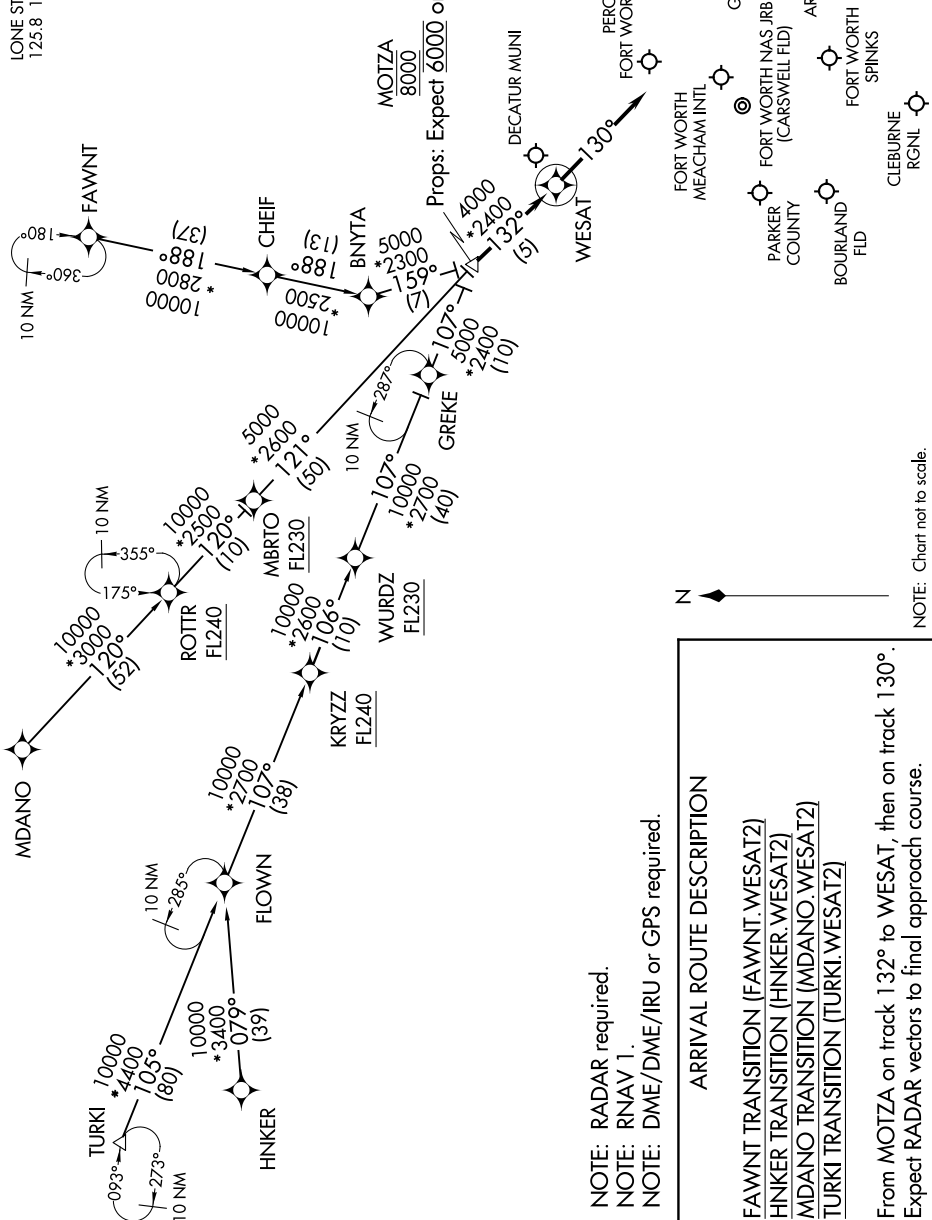 LONE ST
125.8 1
FAWNT
180°
360°
10 NM
188°
(37)
*2800
10000
CHEIF
188°
(13)
*2500
10000
BNYTA
5000
*2300
159°
(7)
MOTZA
8000
Props: Expect 6000 o
4000
*2400
132°
(5)
WESAT
130°
DECATUR MUNI
PERO
FORT WOR
FORT WORTH
MEACHAM INTL
G
FORT WORTH NAS JRB
(CARSWELL FLD)
AR
FORT WORTH
SPINKS
PARKER
COUNTY
BOURLAND
FLD
CLEBURNE
RGNL
MDANO
10000
*3000
120°
(52)
10 NM
355°
175°
ROTTR
FL240
10000
*2500
120°
(10)
MBRTO
FL230
5000
*2600
121°
(50)
TURKI
093°
273°
10 NM
10000
*4400
105°
(80)
HNKER
10000
*3400
079°
(39)
10 NM
285°
FLOWN
10000
*2700
107°
(38)
KRYZZ
FL240
10000
*2600
106°
(10)
WURDZ
FL230
107°
10000
*2700
(40)
10 NM
287°
GREKE
107°
5000
*2400
(10)
N
NOTE: Chart not to scale.
NOTE: RADAR required.
NOTE: RNAV 1.
NOTE: DME/DME/IRU or GPS required.
ARRIVAL ROUTE DESCRIPTION
FAWNT TRANSITION (FAWNT.WESAT2)
HNKER TRANSITION (HNKER.WESAT2)
MDANO TRANSITION (MDANO.WESAT2)
TURKI TRANSITION (TURKI.WESAT2)
From MOTZA on track 132° to WESAT, then on track 130°.
Expect RADAR vectors to final approach course.